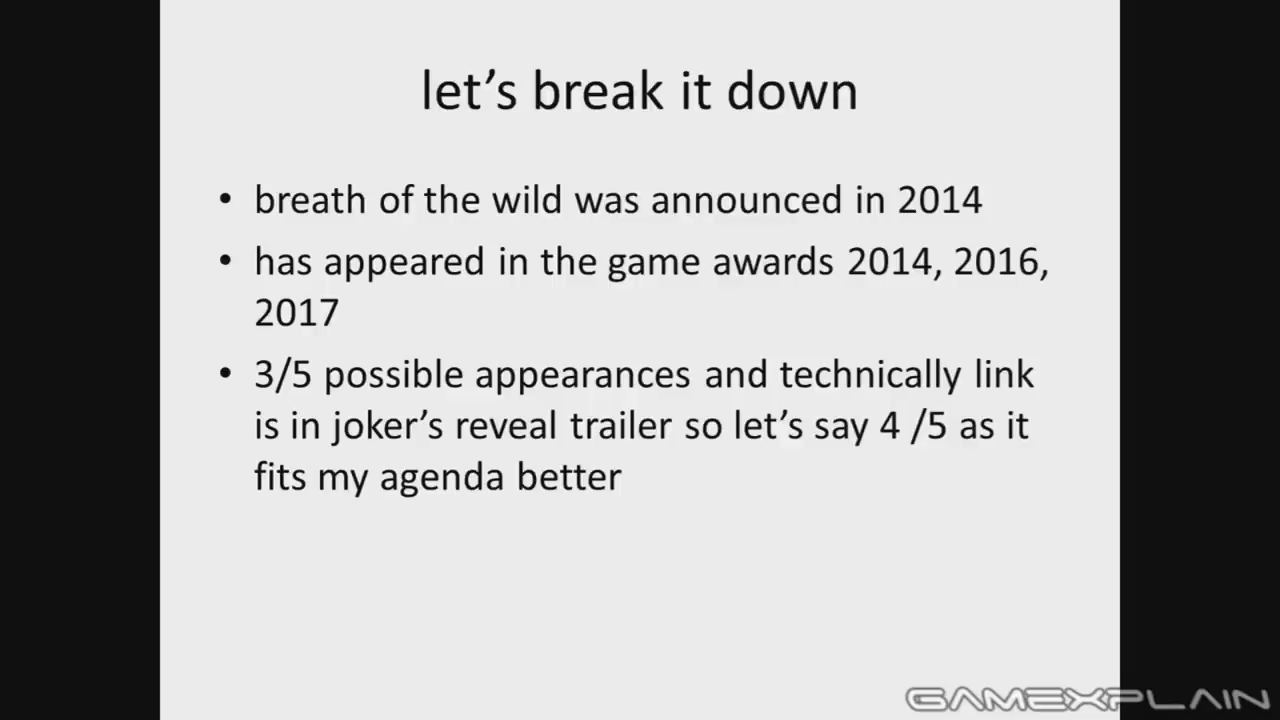 let's break it down
• breath of the wild was announced in 2014
• has appeared in the game awards 2014, 2016,
2017
• 3/5 possible appearances and technically link
is in joker's reveal trailer so let's say 4 /5 as it
fits my agenda better
GAMEXPLAIN